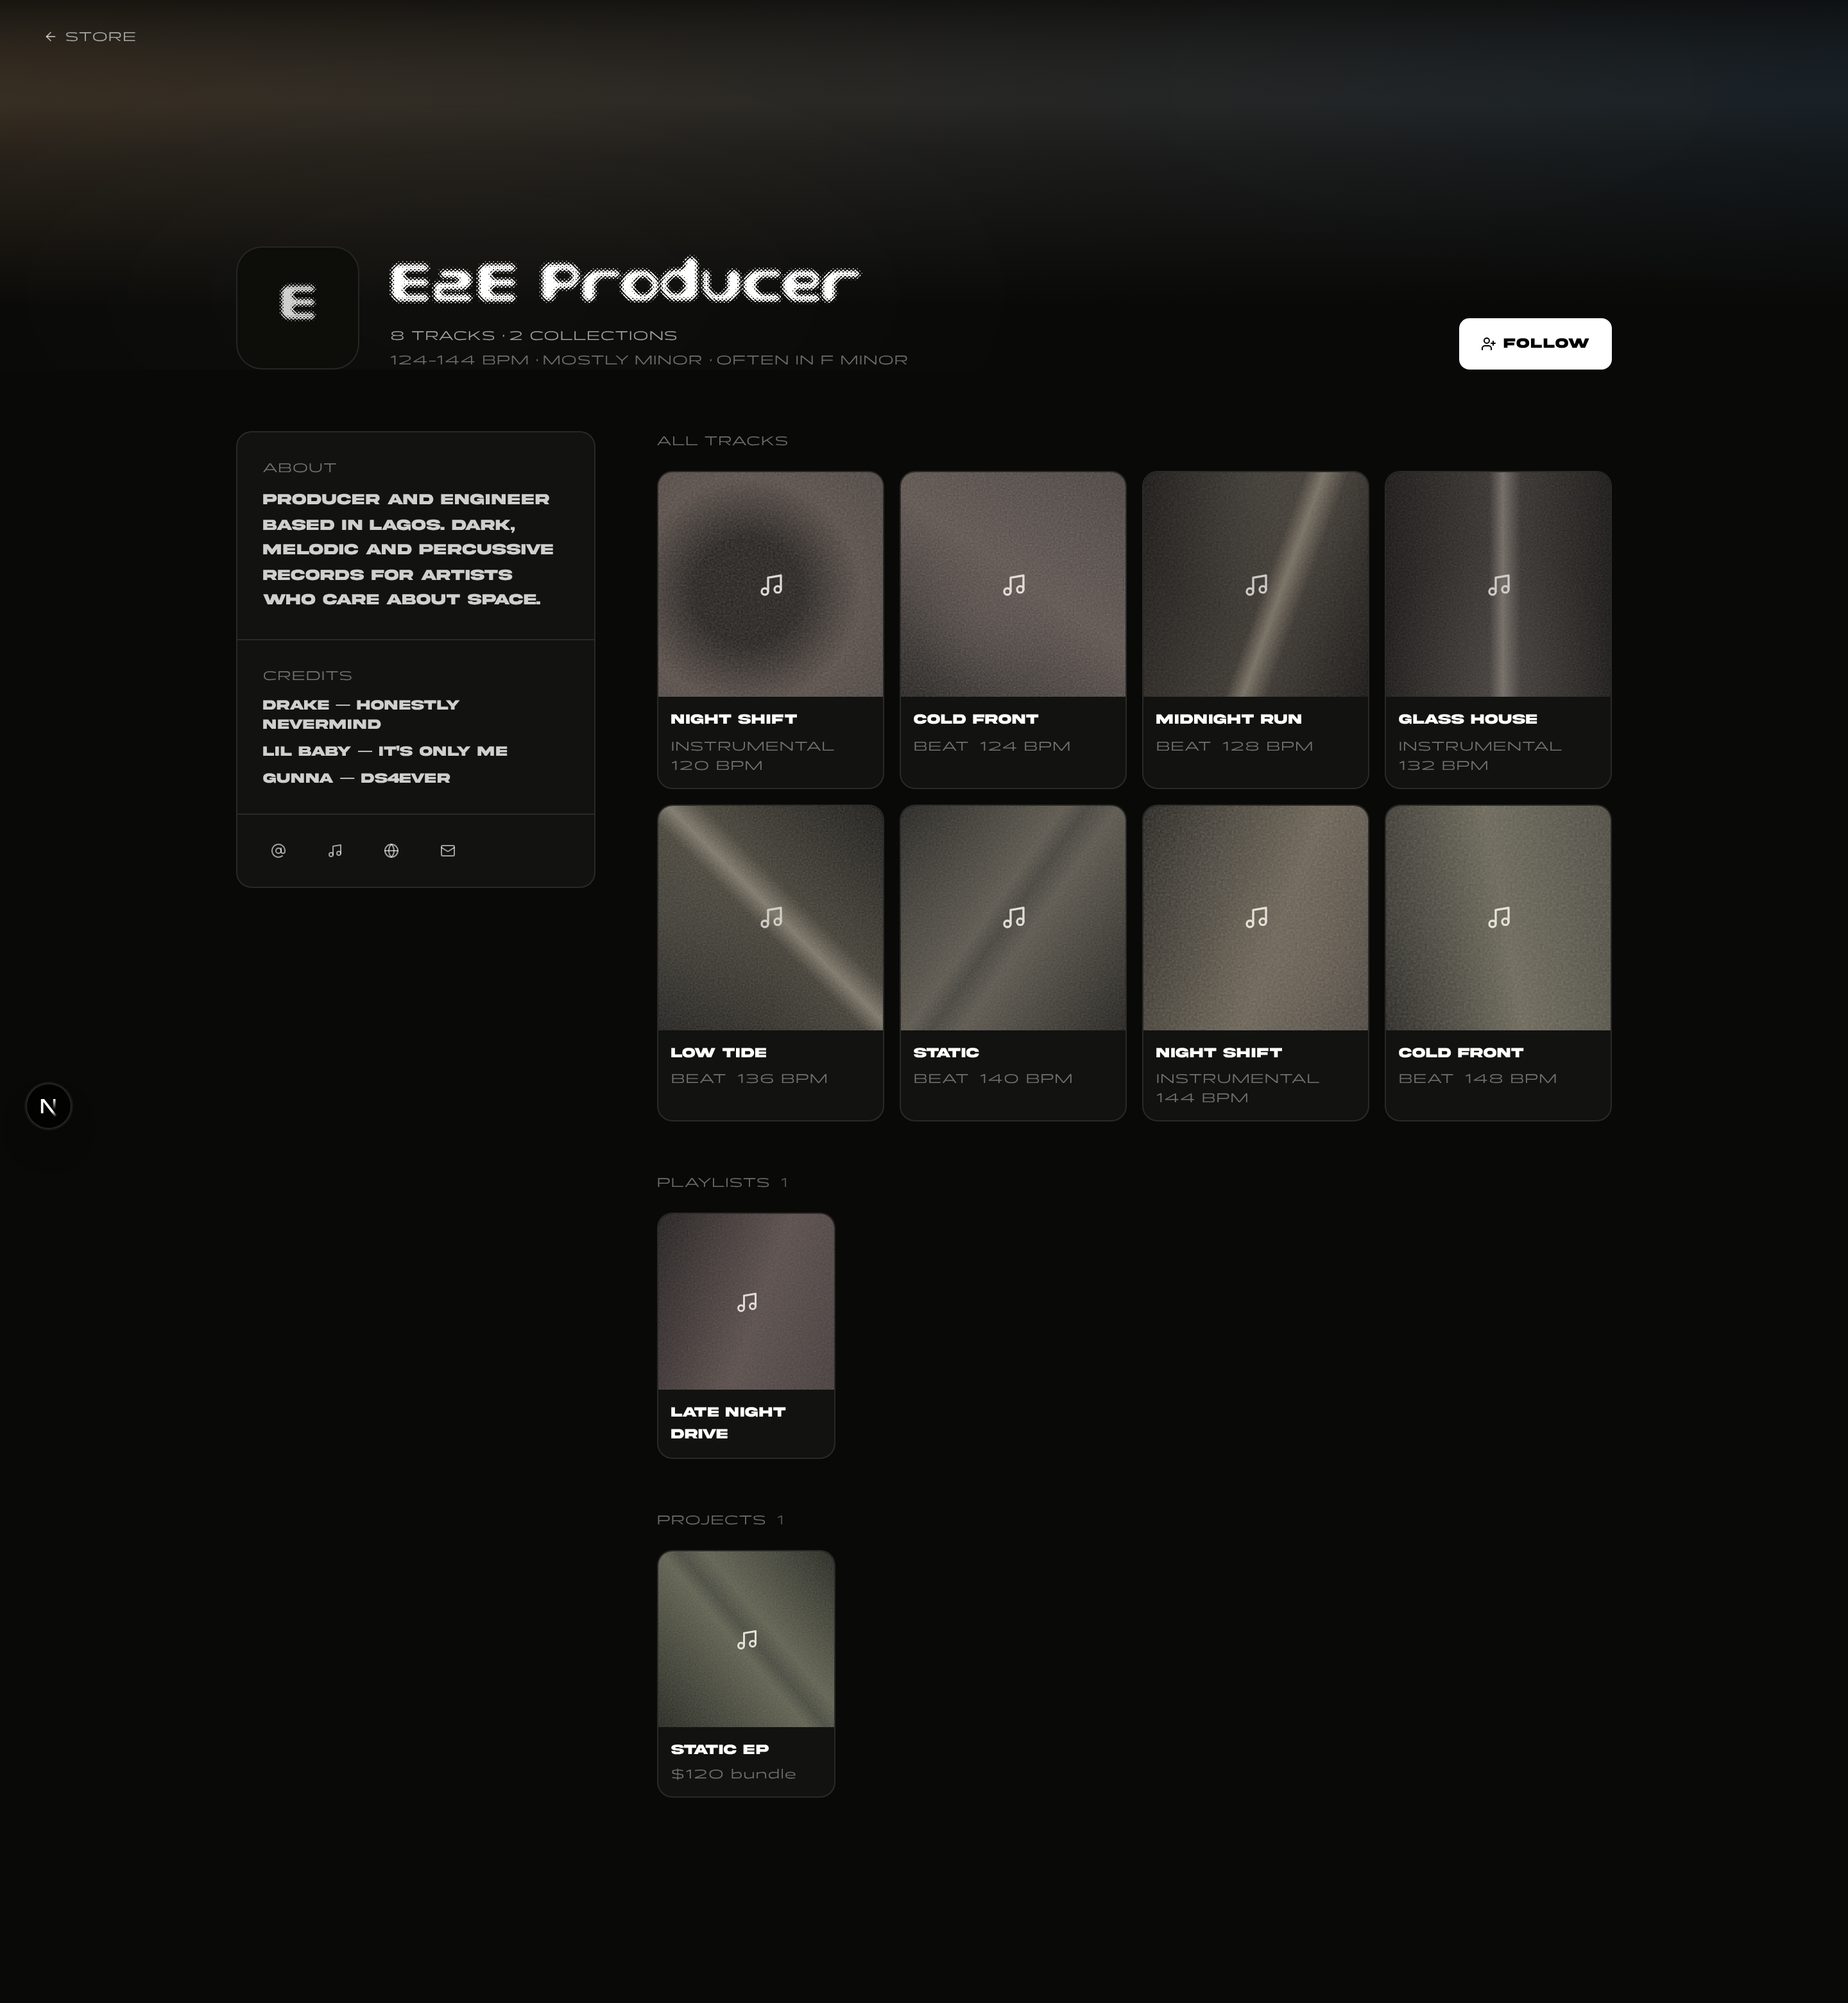 ← STORE
E
E2E Producer
8 TRACKS · 2 COLLECTIONS
124-144 BPM · MOSTLY MINOR · OFTEN IN F MINOR
FOLLOW
ABOUT
PRODUCER AND ENGINEER
BASED IN LAGOS. DARK,
MELODIC AND PERCUSSIVE
RECORDS FOR ARTISTS
WHO CARE ABOUT SPACE.
CREDITS
DRAKE — HONESTLY
NEVERMIND
LIL BABY — IT'S ONLY ME
GUNNA — DS4EVER
ALL TRACKS
NIGHT SHIFT
INSTRUMENTAL
120 BPM
COLD FRONT
BEAT 124 BPM
MIDNIGHT RUN
BEAT 128 BPM
GLASS HOUSE
INSTRUMENTAL
132 BPM
LOW TIDE
BEAT 136 BPM
STATIC
BEAT 140 BPM
NIGHT SHIFT
INSTRUMENTAL
144 BPM
COLD FRONT
BEAT 148 BPM
N
PLAYLISTS 1
LATE NIGHT
DRIVE
PROJECTS 1
STATIC EP
$120 bundle